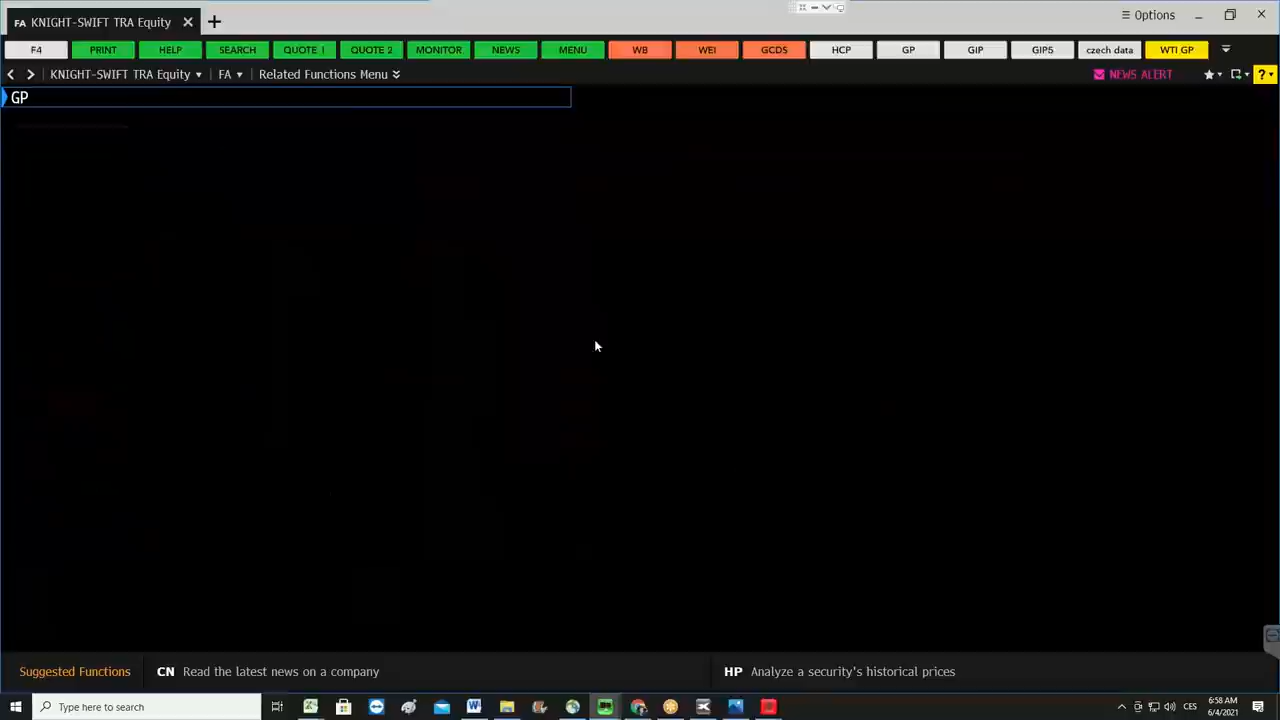 FA KNIGHT-SWIFT TRA Equity
Options
F4 PRINT HELP SEARCH QUOTE 1 QUOTE 2 MONITOR NEWS MENU WB WEI GCDS HCP GP GIP GIP5 czech data WTI GP
KNIGHT-SWIFT TRA Equity FA Related Functions Menu NEWS ALERT ?
GP
Suggested Functions CN Read the latest news on a company HP Analyze a security's historical prices
Type here to search CES 6:58 AM
6/4/2021